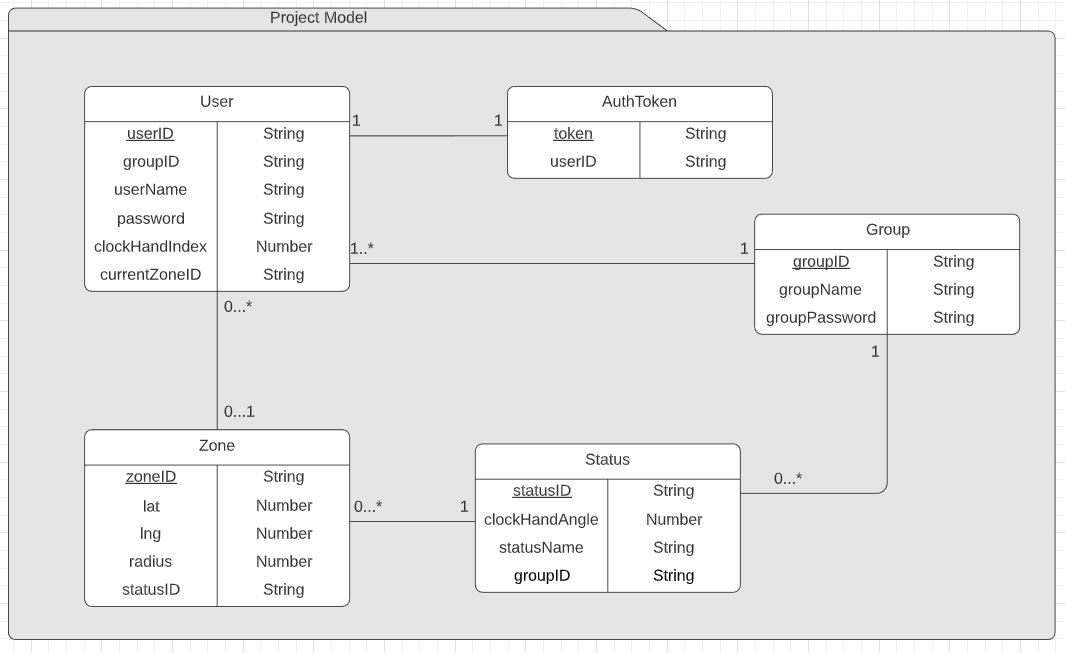 Project Model
User
userID String
groupID String
userName String
password String
clockHandIndex Number
currentZoneID String
1
1
AuthToken
token String
userID String
1..*
1
Group
groupID String
groupName String
groupPassword String
0...*
0...1
1
0...*
Zone
zoneID String
lat Number
lng Number
radius Number
statusID String
0...*
1
Status
statusID String
clockHandAngle Number
statusName String
groupID String